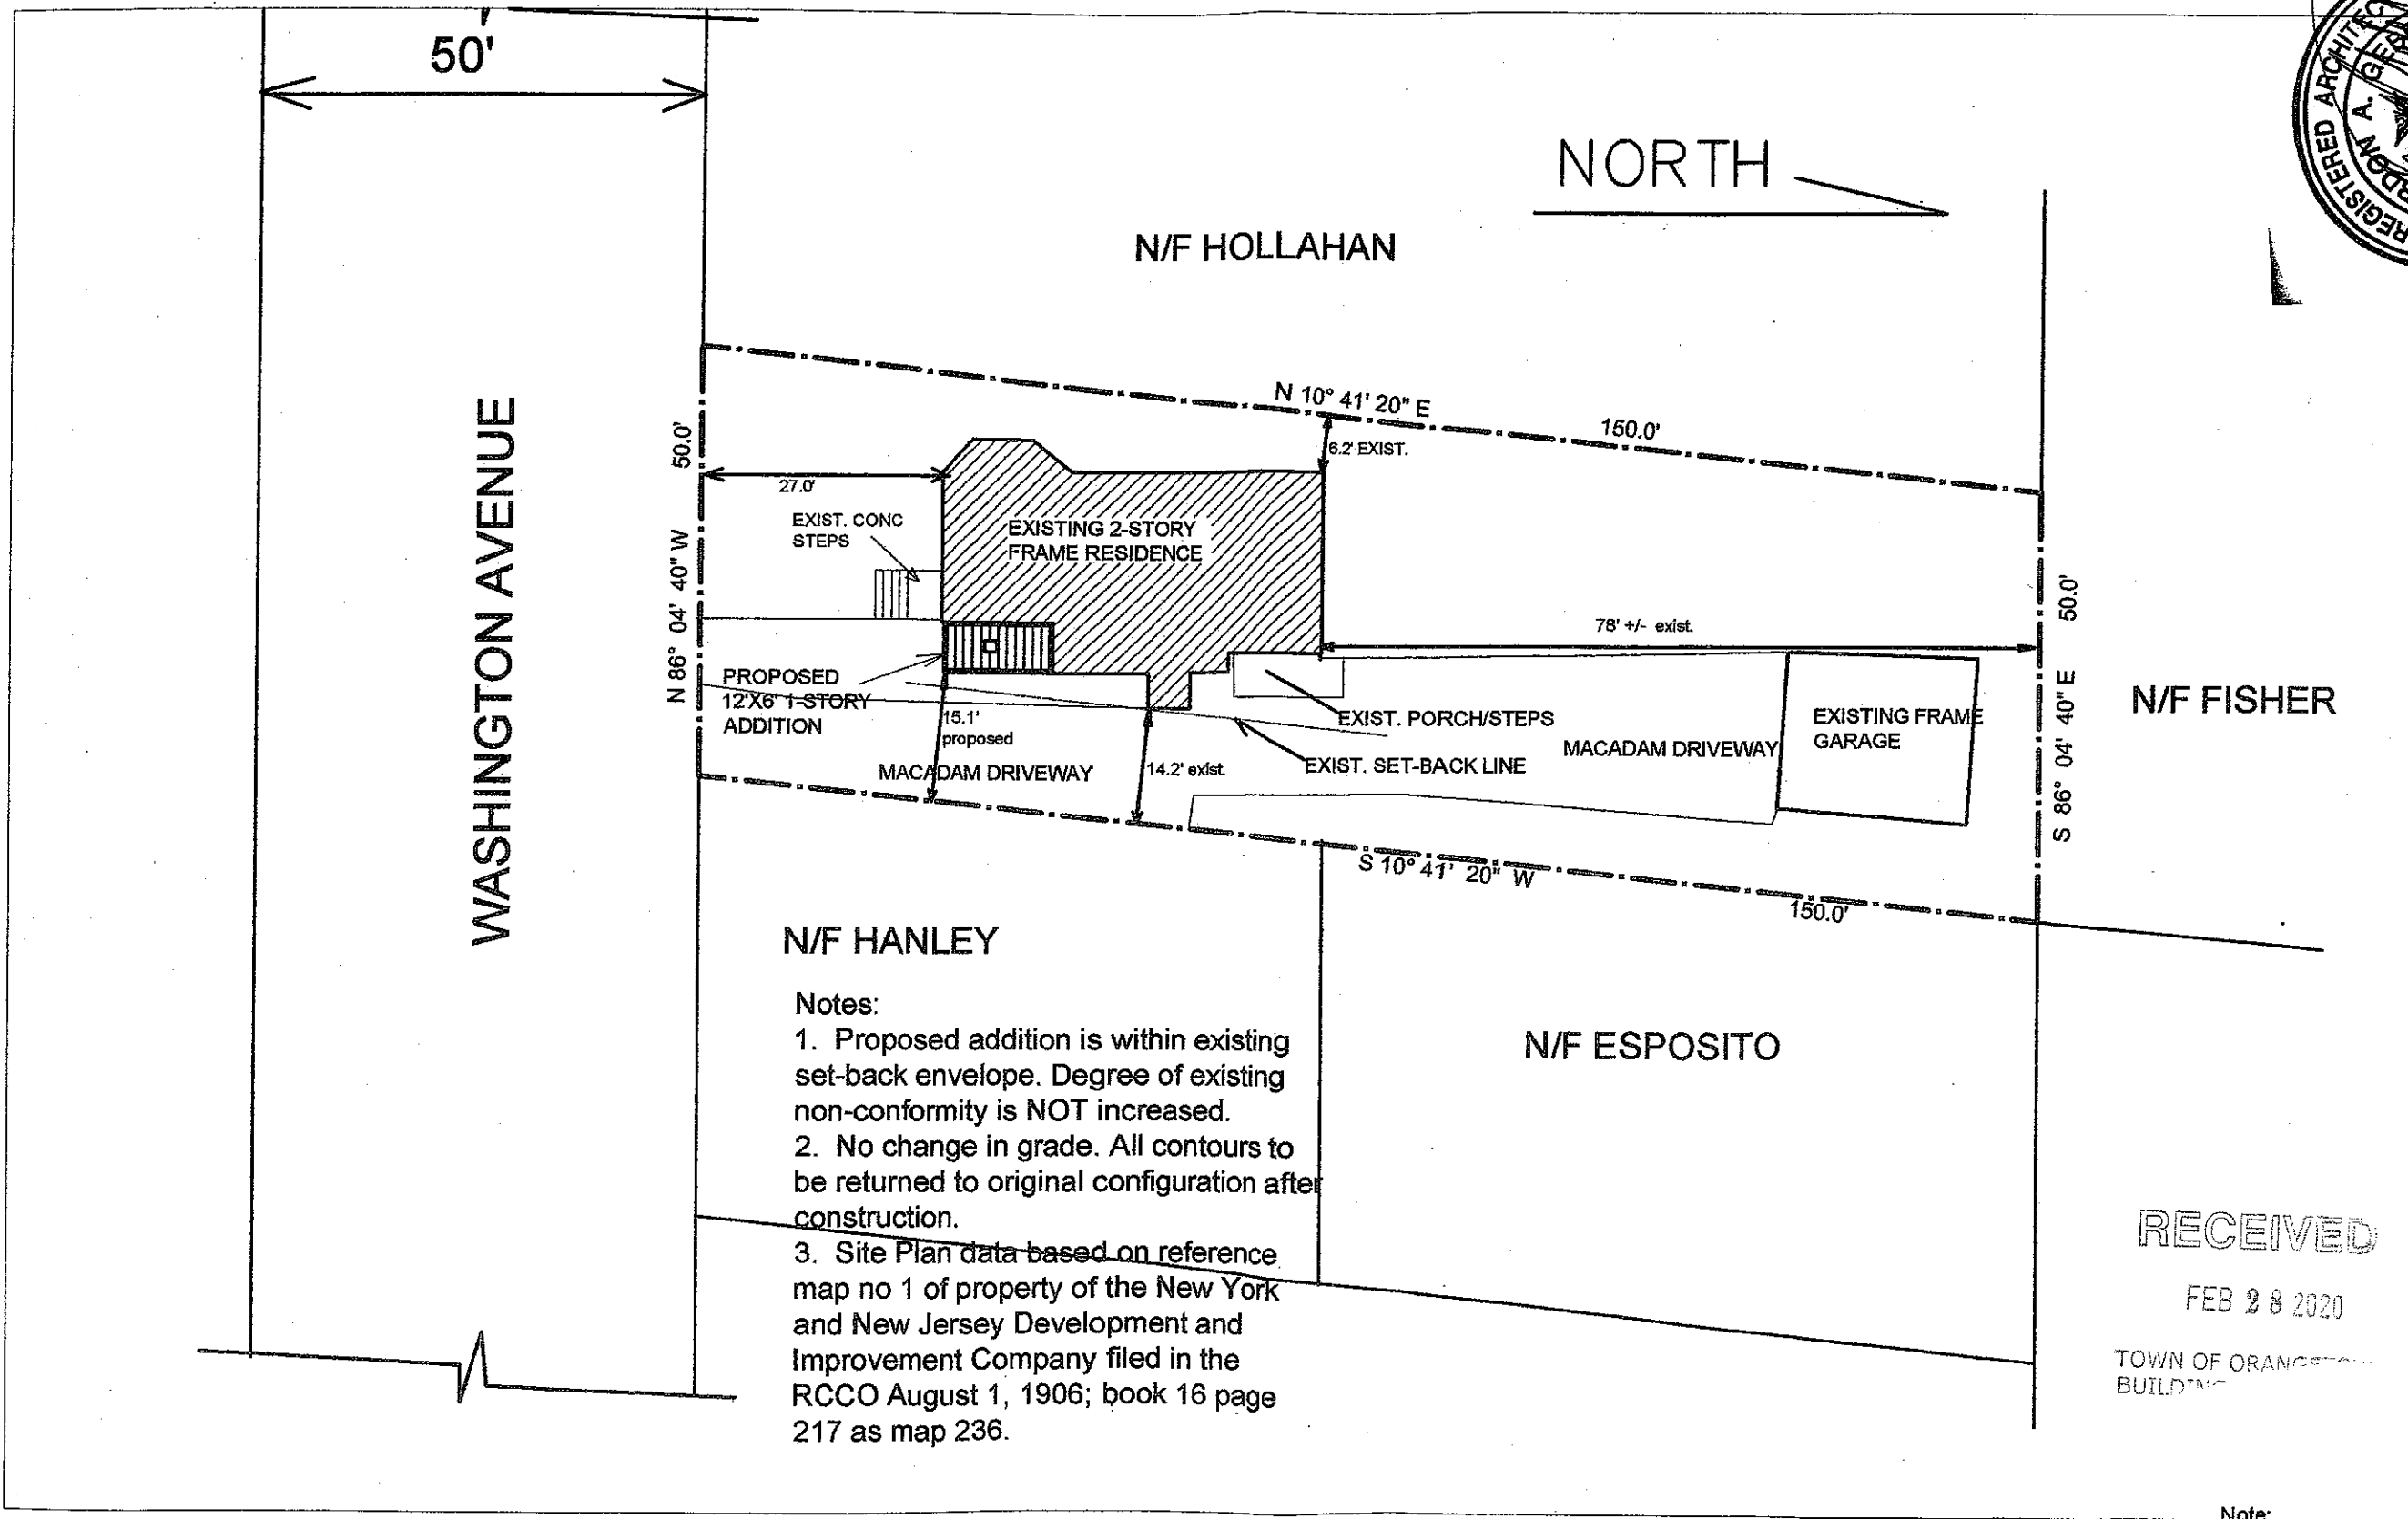 50'
REGISTERED ARCHITEC
NORTH
N/F HOLLAHAN
WASHINGTON AVENUE
N 86° 04' 40" W 50.0'
N 10° 41' 20" E
150.0'
6.2' EXIST.
27.0'
EXIST. CONC
STEPS
EXISTING 2-STORY
FRAME RESIDENCE
78' +/- exist.
50.0'
S 86° 04' 40" E
N/F FISHER
PROPOSED
12'X6' 1-STORY
ADDITION
15.1'
proposed
MACADAM DRIVEWAY
14.2' exist.
EXIST. PORCH/STEPS
EXIST. SET-BACK LINE
MACADAM DRIVEWAY
EXISTING FRAME
GARAGE
S 10° 41' 20" W
150.0'
N/F HANLEY
N/F ESPOSITO
Notes:
1. Proposed addition is within existing
set-back envelope. Degree of existing
non-conformity is NOT increased.
2. No change in grade. All contours to
be returned to original configuration after
construction.
3. Site Plan data based on reference
map no 1 of property of the New York
and New Jersey Development and
Improvement Company filed in the
RCCO August 1, 1906; book 16 page
217 as map 236.
RECEIVED
FEB 28 2020
TOWN OF
Note: